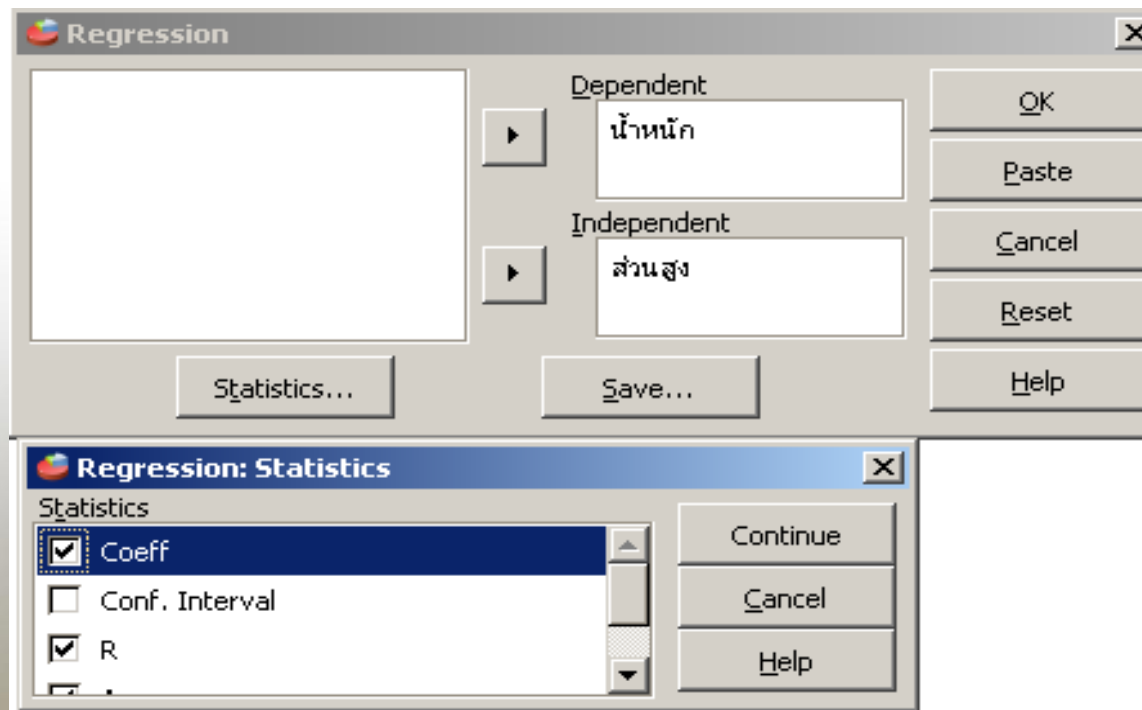 Regression
Dependent
น้ำหนัก
Independent
ส่วนสูง
OK
Paste
Cancel
Reset
Help
Statistics...
Save...
Regression: Statistics
Statistics
Coeff
Conf. Interval
R
Continue
Cancel
Help